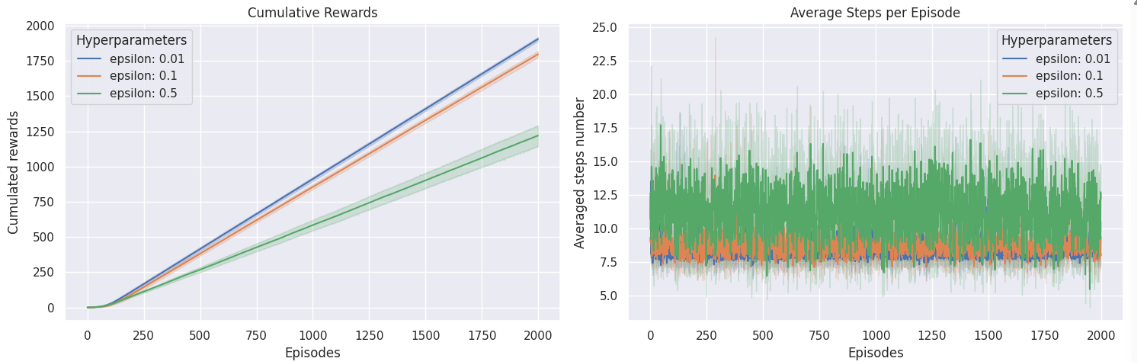 Cumulative Rewards
2000
1750
1500
1250
1000
750
500
250
0
Cumulated rewards
Hyperparameters
epsilon: 0.01
epsilon: 0.1
epsilon: 0.5
0 250 500 750 1000 1250 1500 1750 2000
Episodes
Average Steps per Episode
25.0
22.5
20.0
17.5
15.0
12.5
10.0
7.5
5.0
Averaged steps number
Hyperparameters
epsilon: 0.01
epsilon: 0.1
epsilon: 0.5
0 250 500 750 1000 1250 1500 1750 2000
Episodes